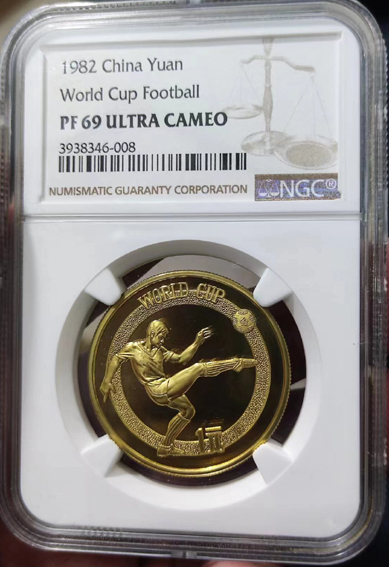 1982 China Yuan
World Cup Football
PF 69 ULTRA CAMEO
3938346-008
NUMISMATIC GUARANTY CORPORATION
NGC®
WORLD CUP
1元